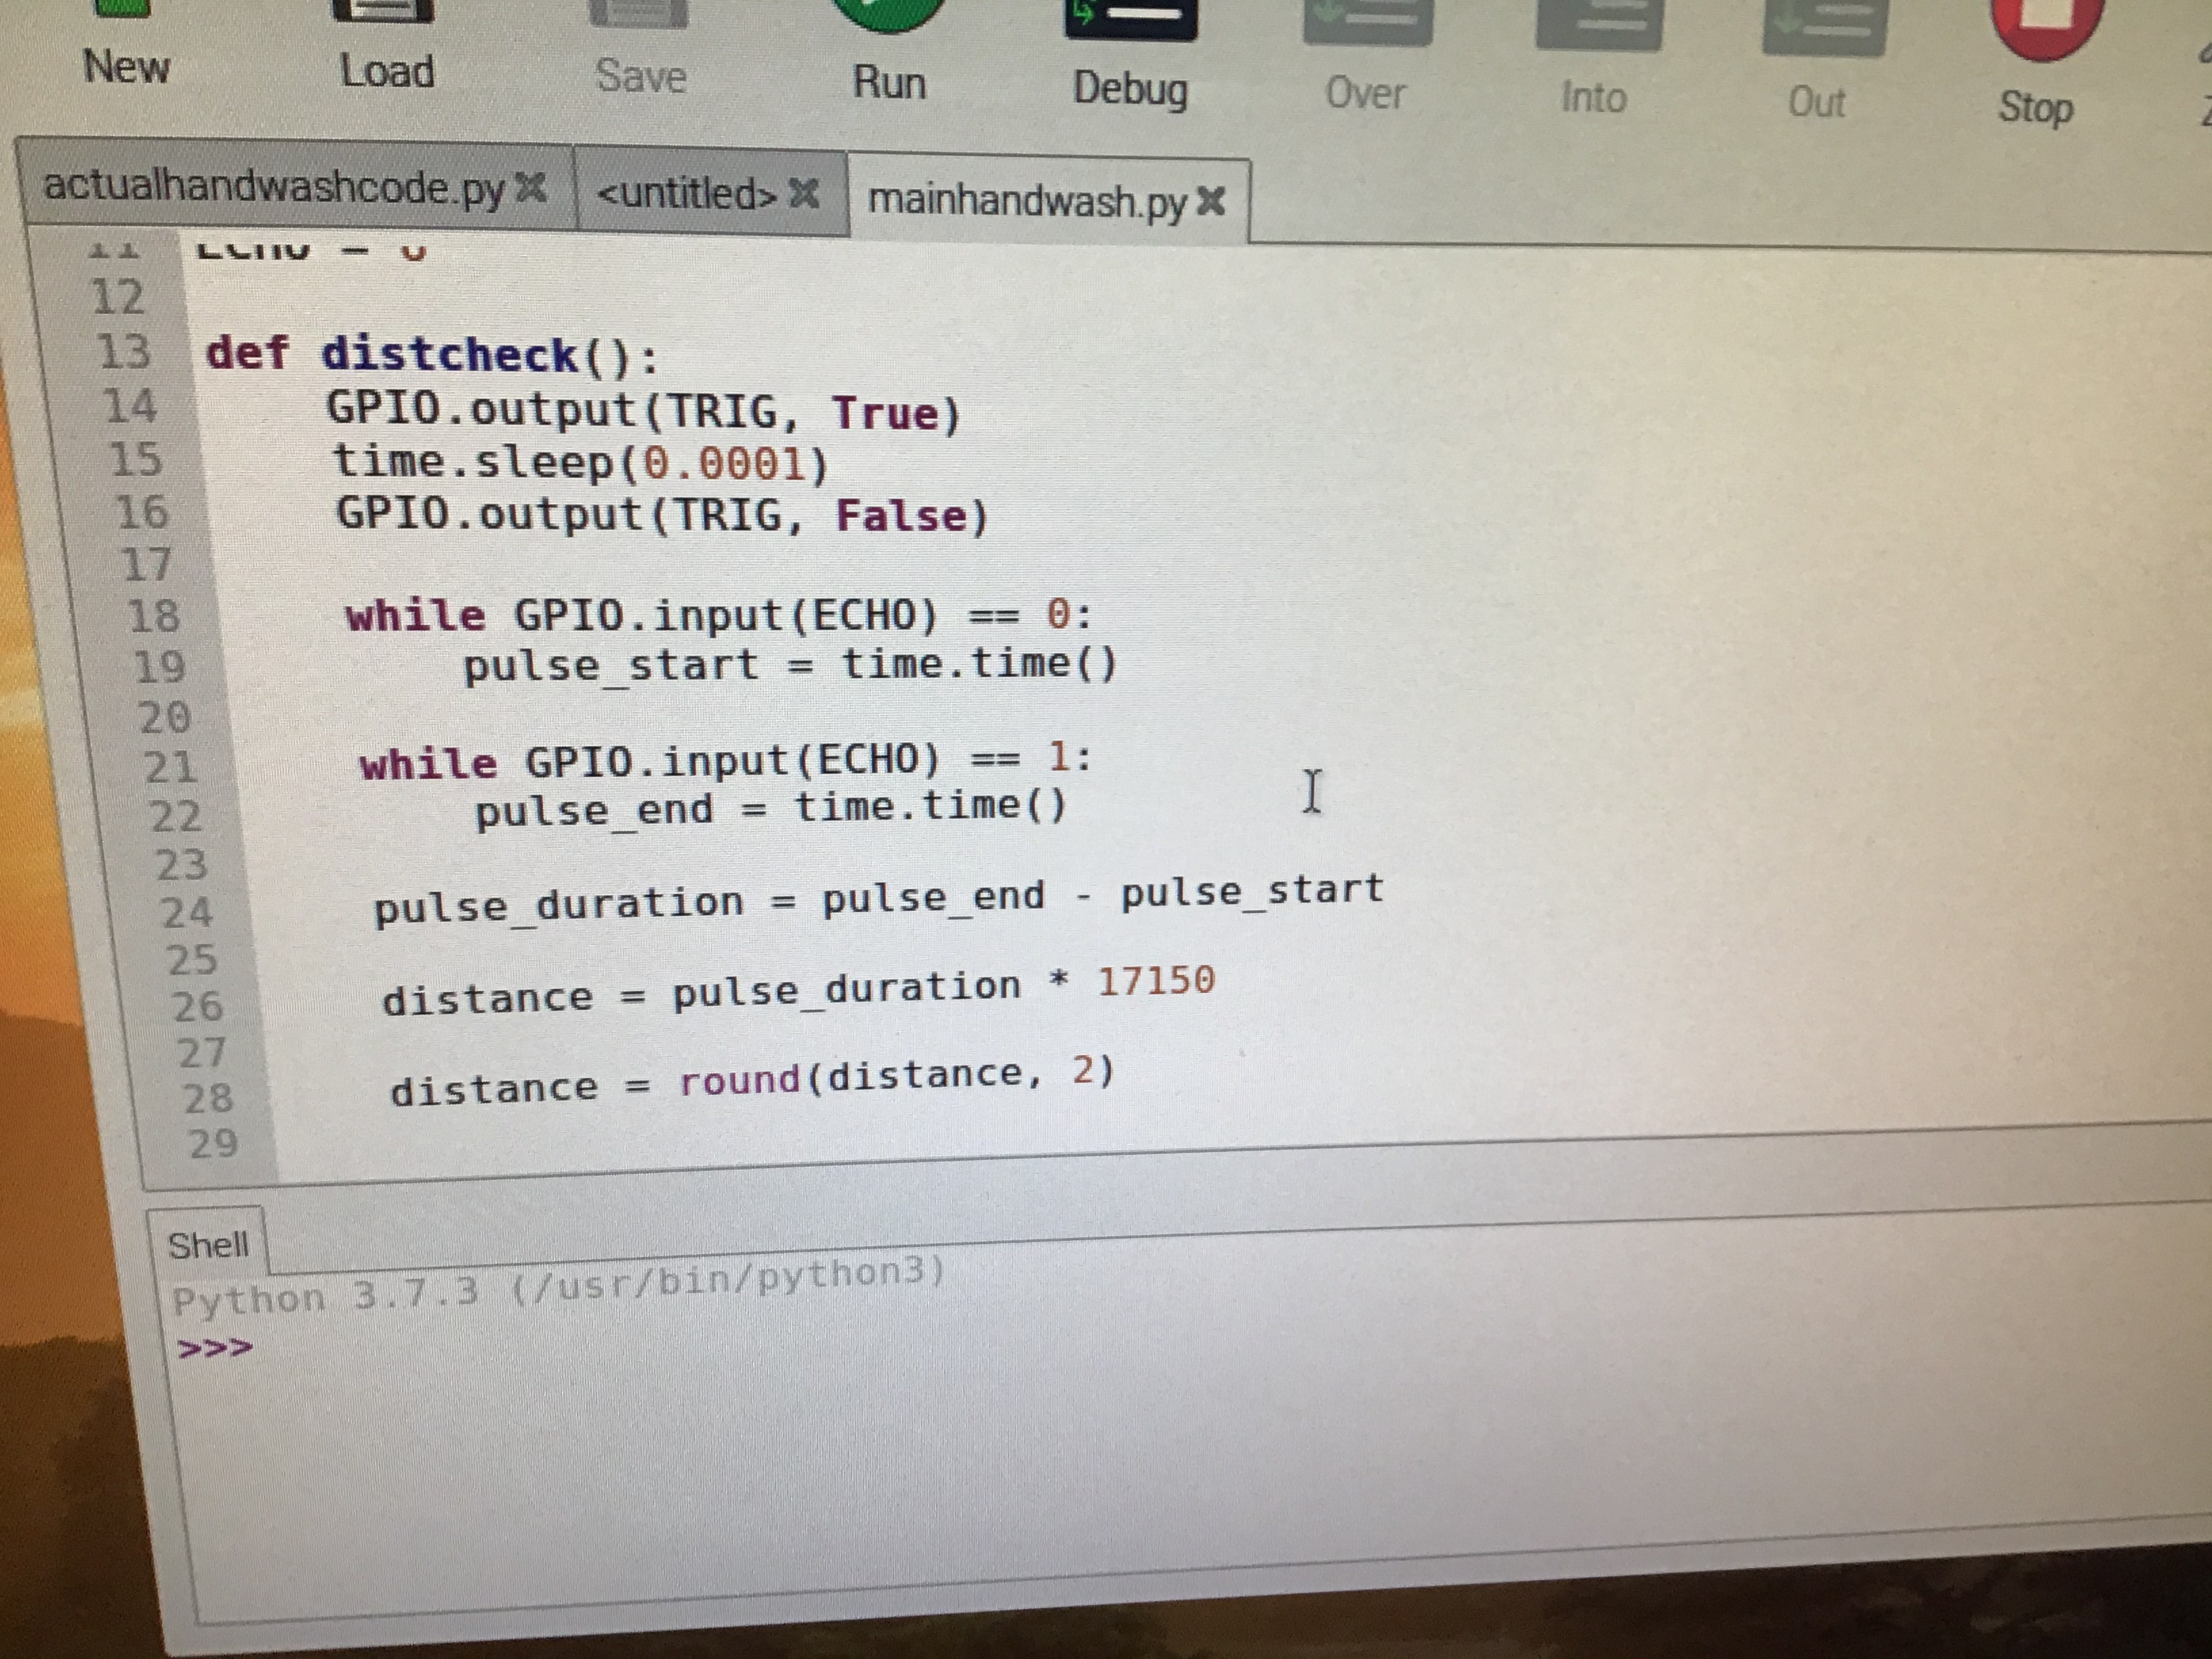 New Load Save Run Debug Over Into Out Stop
actualhandwashcode.py <untitled> mainhandwash.py
11
12
13 def distcheck():
14 GPIO.output(TRIG, True)
15 time.sleep(0.0001)
16 GPIO.output(TRIG, False)
17
18 while GPIO.input(ECHO) == 0:
19 pulse_start = time.time()
20
21 while GPIO.input(ECHO) == 1:
22 pulse_end = time.time()
23
24 pulse_duration = pulse_end - pulse_start
25
26 distance = pulse_duration * 17150
27
28 distance = round(distance, 2)
29
Shell
Python 3.7.3 (/usr/bin/python3)
>>>